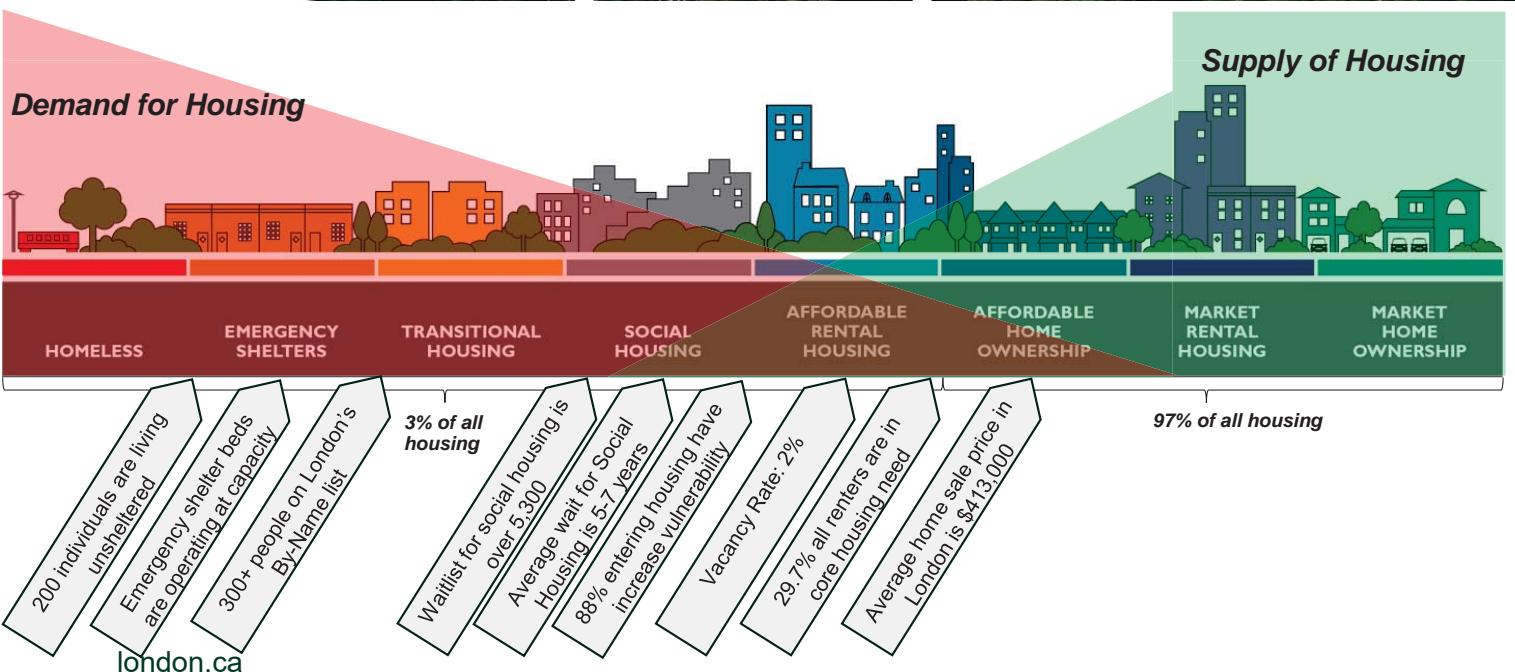 Demand for Housing
Supply of Housing
HOMELESS
EMERGENCY
SHELTERS
TRANSITIONAL
HOUSING
SOCIAL
HOUSING
AFFORDABLE
RENTAL
HOUSING
AFFORDABLE
HOME
OWNERSHIP
MARKET
RENTAL
HOUSING
MARKET
HOME
OWNERSHIP
3% of all
housing
97% of all housing
200 individuals are living
unsheltered
Emergency shelter beds
are operating at capacity
300+ people on London's
By-Name list
Waitlist for social housing is
over 5,300
Average wait for Social
Housing is 5-7 years
88% entering housing have
increase vulnerability
Vacancy Rate: 2%
29.7% all renters are in
core housing need
Average home sale price in
London is $413,000
london.ca